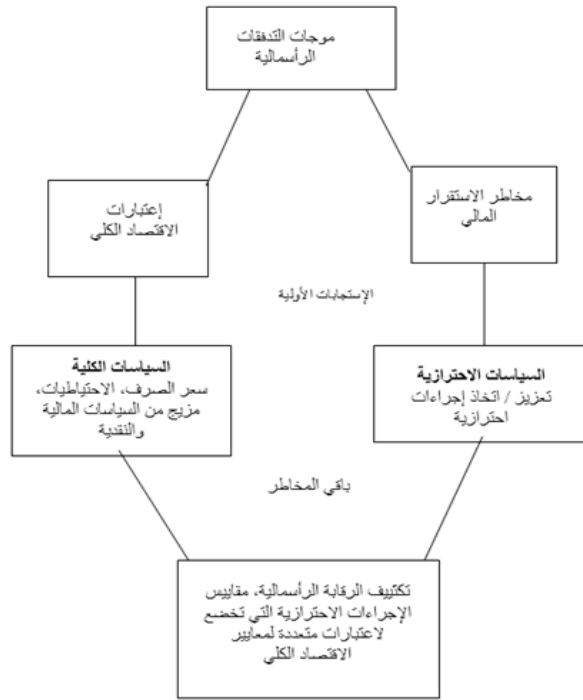 موجات التدفقات
الرأسمالية
مخاطر الاستقرار
المالي
إعتبارات
الاقتصاد الكلي
الإستجابات الأولية
السياسات الاحترازية
تعزيز / اتخاذ إجراءات
احترازية
السياسات الكلية
سعر الصرف، الاحتياطيات،
مزيج من السياسات المالية
والنقدية
باقي المخاطر
تكثييف الرقابة الرأسمالية، مقاييس
الإجراءات الاحترازية التي تخضع
لاعتبارات متعددة لمعايير
الاقتصاد الكلي